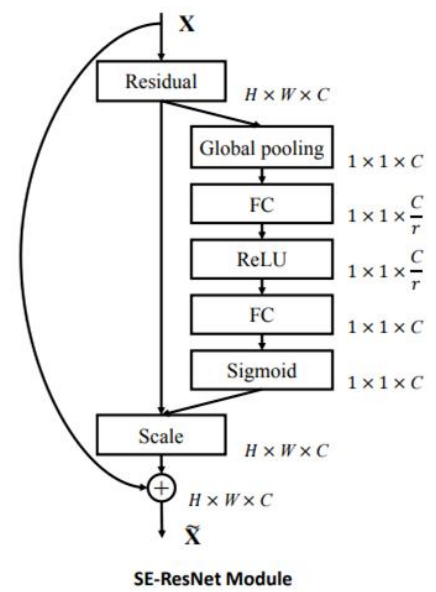 X
Residual
H × W × C
Global pooling
1 × 1 × C
FC
1 × 1 × C/r
ReLU
1 × 1 × C/r
FC
1 × 1 × C
Sigmoid
1 × 1 × C
Scale
H × W × C
+
H × W × C
X̃
SE-ResNet Module